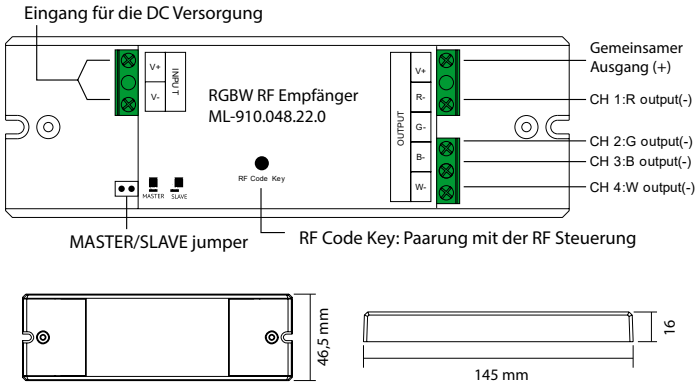 Eingang für die DC Versorgung
V+
V-
INPUT
RGBW RF Empfänger
ML-910.048.22.0
RF Code Key
MASTER
SLAVE
OUTPUT
V+
R-
G-
B-
W-
Gemeinsamer
Ausgang (+)
CH 1:R output(-)
CH 2:G output(-)
CH 3:B output(-)
CH 4:W output(-)
MASTER/SLAVE jumper
RF Code Key: Paarung mit der RF Steuerung
46,5 mm
145 mm
16